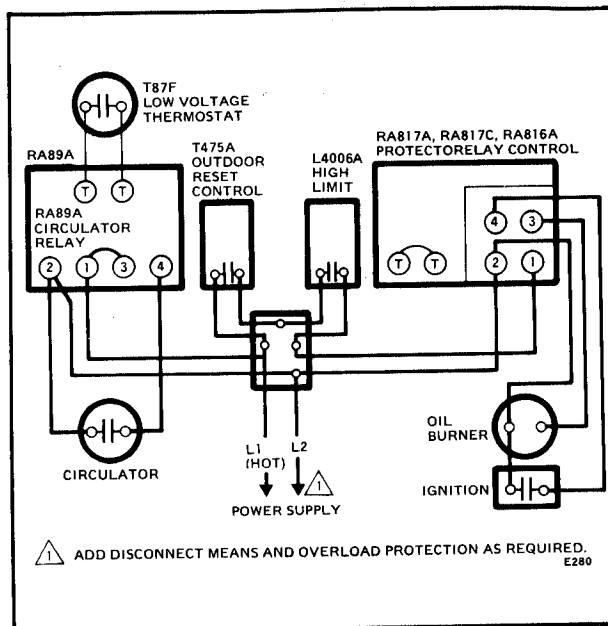 T87F
LOW VOLTAGE
THERMOSTAT
RA89A
T475A
OUTDOOR
RESET
CONTROL
L4006A
HIGH
LIMIT
RA817A, RA817C, RA816A
PROTECTORELAY CONTROL
T T
RA89A
CIRCULATOR
RELAY
2 1 3 4
4 3
T T 2 1
CIRCULATOR
L1
(HOT)
L2
1
POWER SUPPLY
OIL
BURNER
IGNITION
1 ADD DISCONNECT MEANS AND OVERLOAD PROTECTION AS REQUIRED.
E280